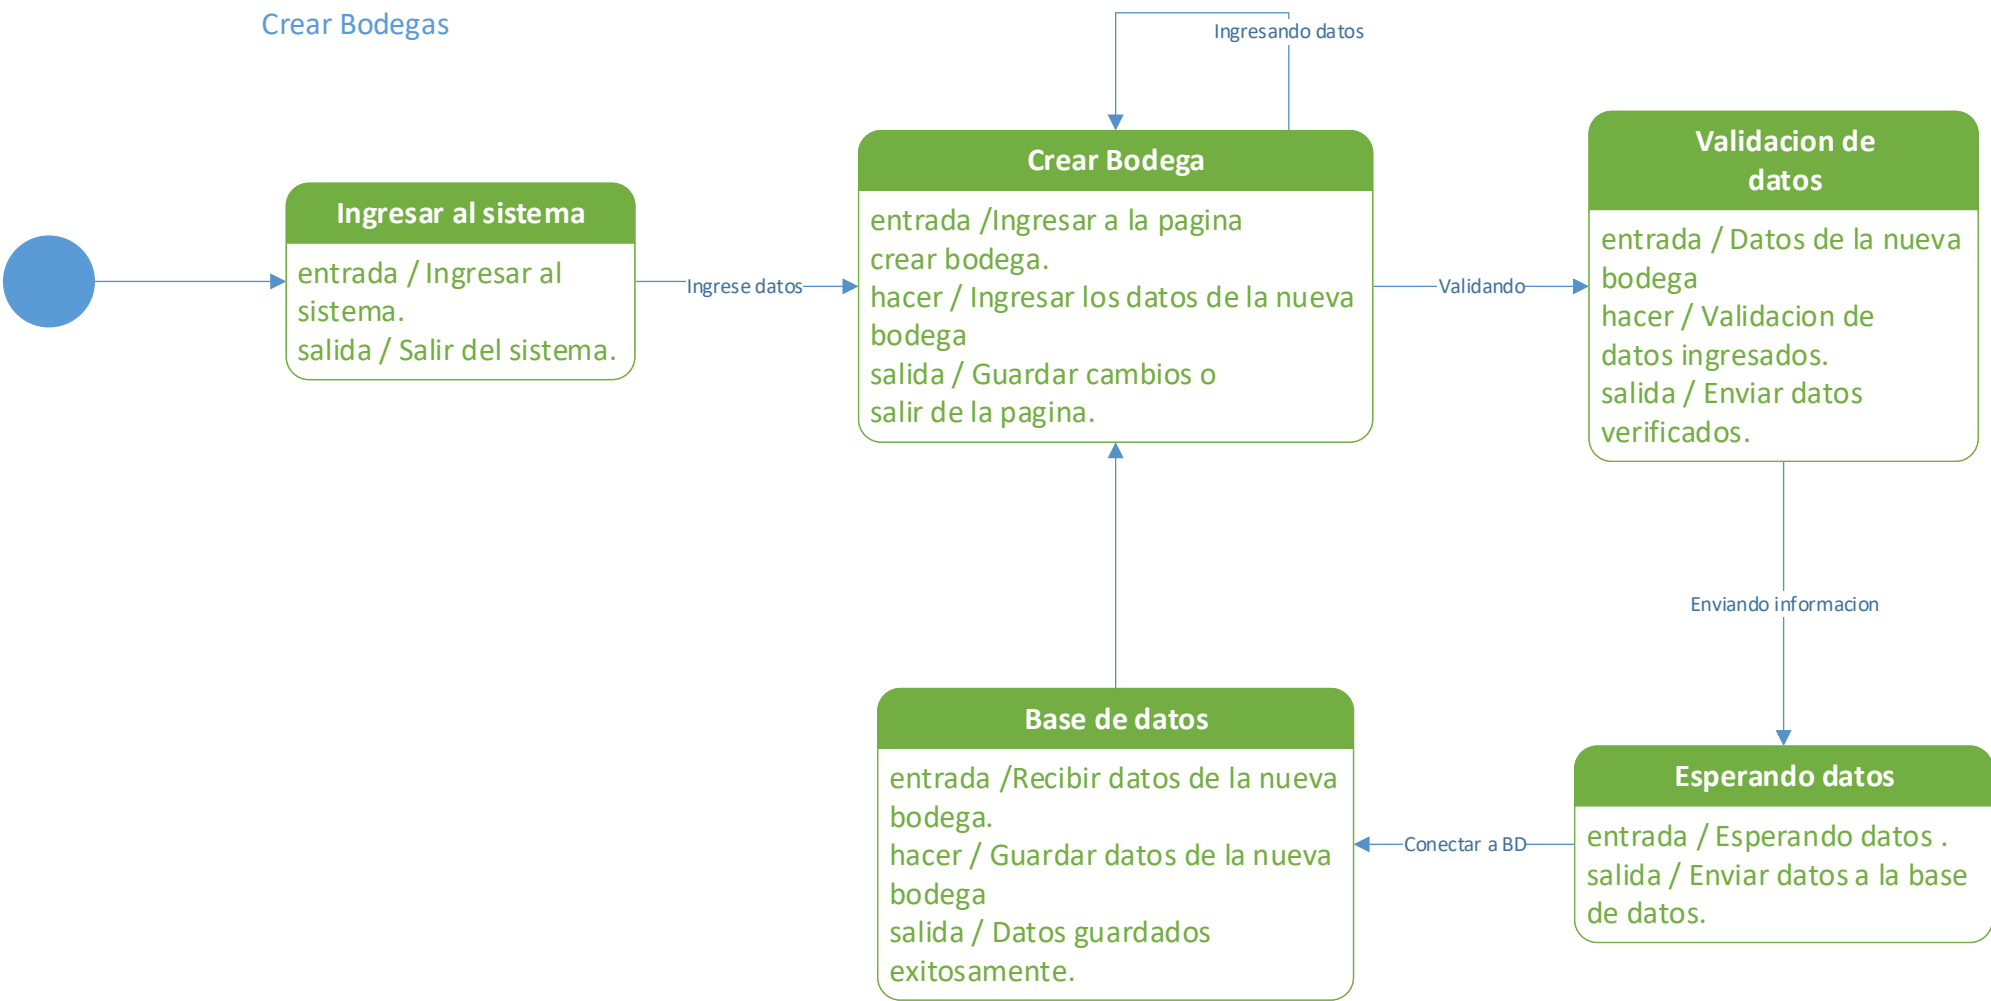 Crear Bodegas
Ingresando datos
Ingresar al sistema
entrada / Ingresar al
sistema.
salida / Salir del sistema.
Ingrese datos
Crear Bodega
entrada /Ingresar a la pagina
crear bodega.
hacer / Ingresar los datos de la nueva
bodega
salida / Guardar cambios o
salir de la pagina.
Validando
Validacion de
datos
entrada / Datos de la nueva
bodega
hacer / Validacion de
datos ingresados.
salida / Enviar datos
verificados.
Enviando informacion
Esperando datos
entrada / Esperando datos .
salida / Enviar datos a la base
de datos.
Conectar a BD
Base de datos
entrada /Recibir datos de la nueva
bodega.
hacer / Guardar datos de la nueva
bodega
salida / Datos guardados
exitosamente.